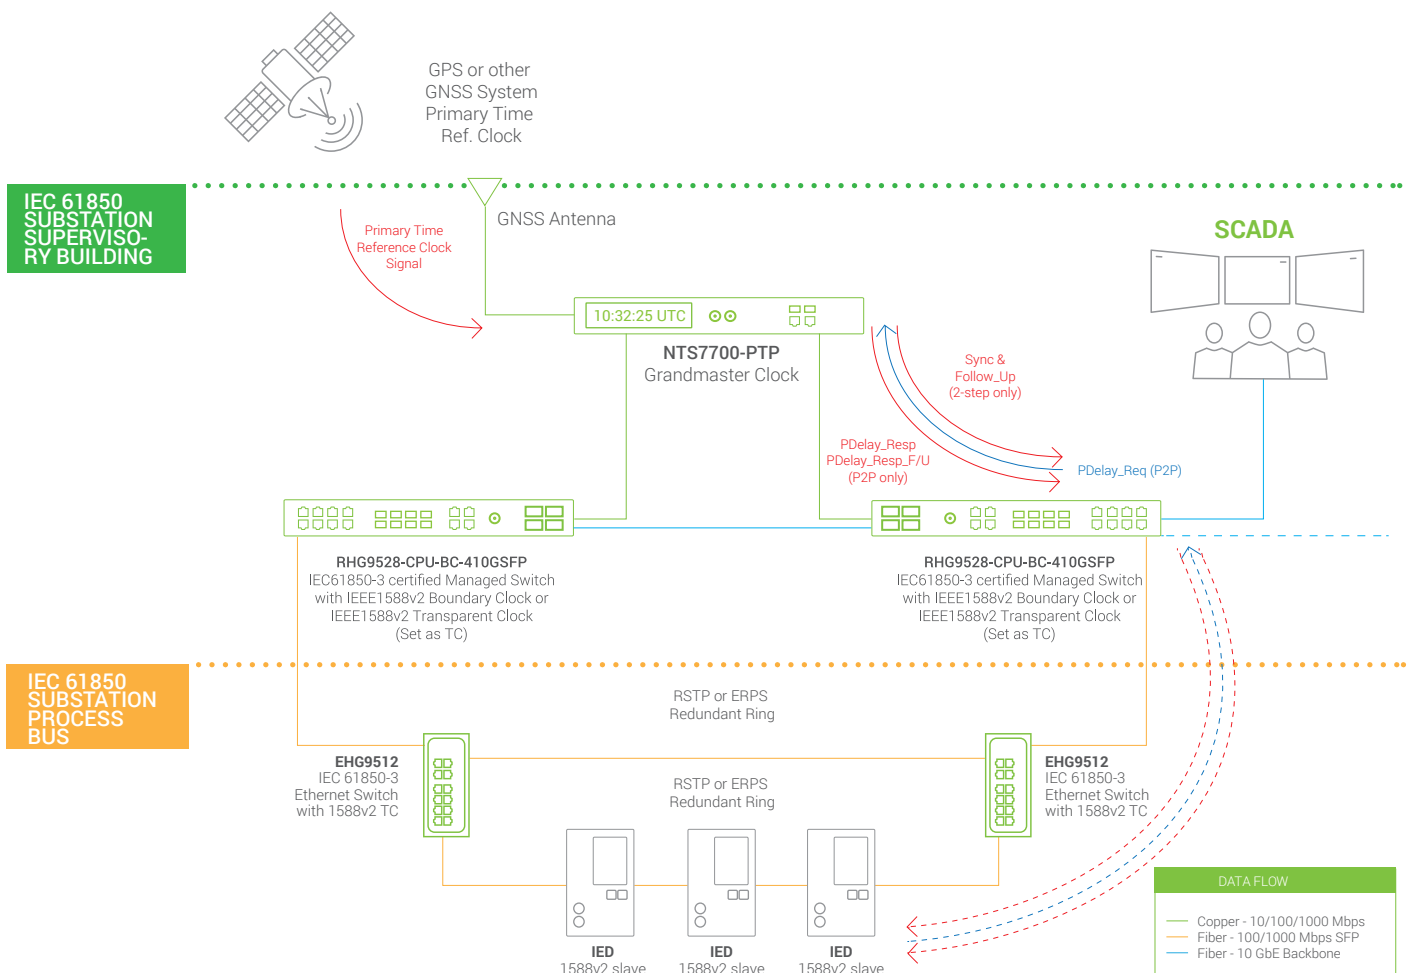 GPS or other
GNSS System
Primary Time
Ref. Clock
IEC 61850
SUBSTATION
SUPERVISO-
RY BUILDING
GNSS Antenna
Primary Time
Reference Clock
Signal
SCADA
10:32:25 UTC
NTS7700-PTP
Grandmaster Clock
Sync &
Follow_Up
(2-step only)
PDelay_Resp
PDelay_Resp_F/U
(P2P only)
PDelay_Req (P2P)
RHG9528-CPU-BC-410GSFP
IEC61850-3 certified Managed Switch
with IEEE1588v2 Boundary Clock or
IEEE1588v2 Transparent Clock
(Set as TC)
RHG9528-CPU-BC-410GSFP
IEC61850-3 certified Managed Switch
with IEEE1588v2 Boundary Clock or
IEEE1588v2 Transparent Clock
(Set as TC)
IEC 61850
SUBSTATION
PROCESS
BUS
RSTP or ERPS
Redundant Ring
EHG9512
IEC 61850-3
Ethernet Switch
with 1588v2 TC
RSTP or ERPS
Redundant Ring
EHG9512
IEC 61850-3
Ethernet Switch
with 1588v2 TC
IED
1588v2 slave
IED
1588v2 slave
IED
1588v2 slave
DATA FLOW
Copper - 10/100/1000 Mbps
Fiber - 100/1000 Mbps SFP
Fiber - 10 GbE Backbone